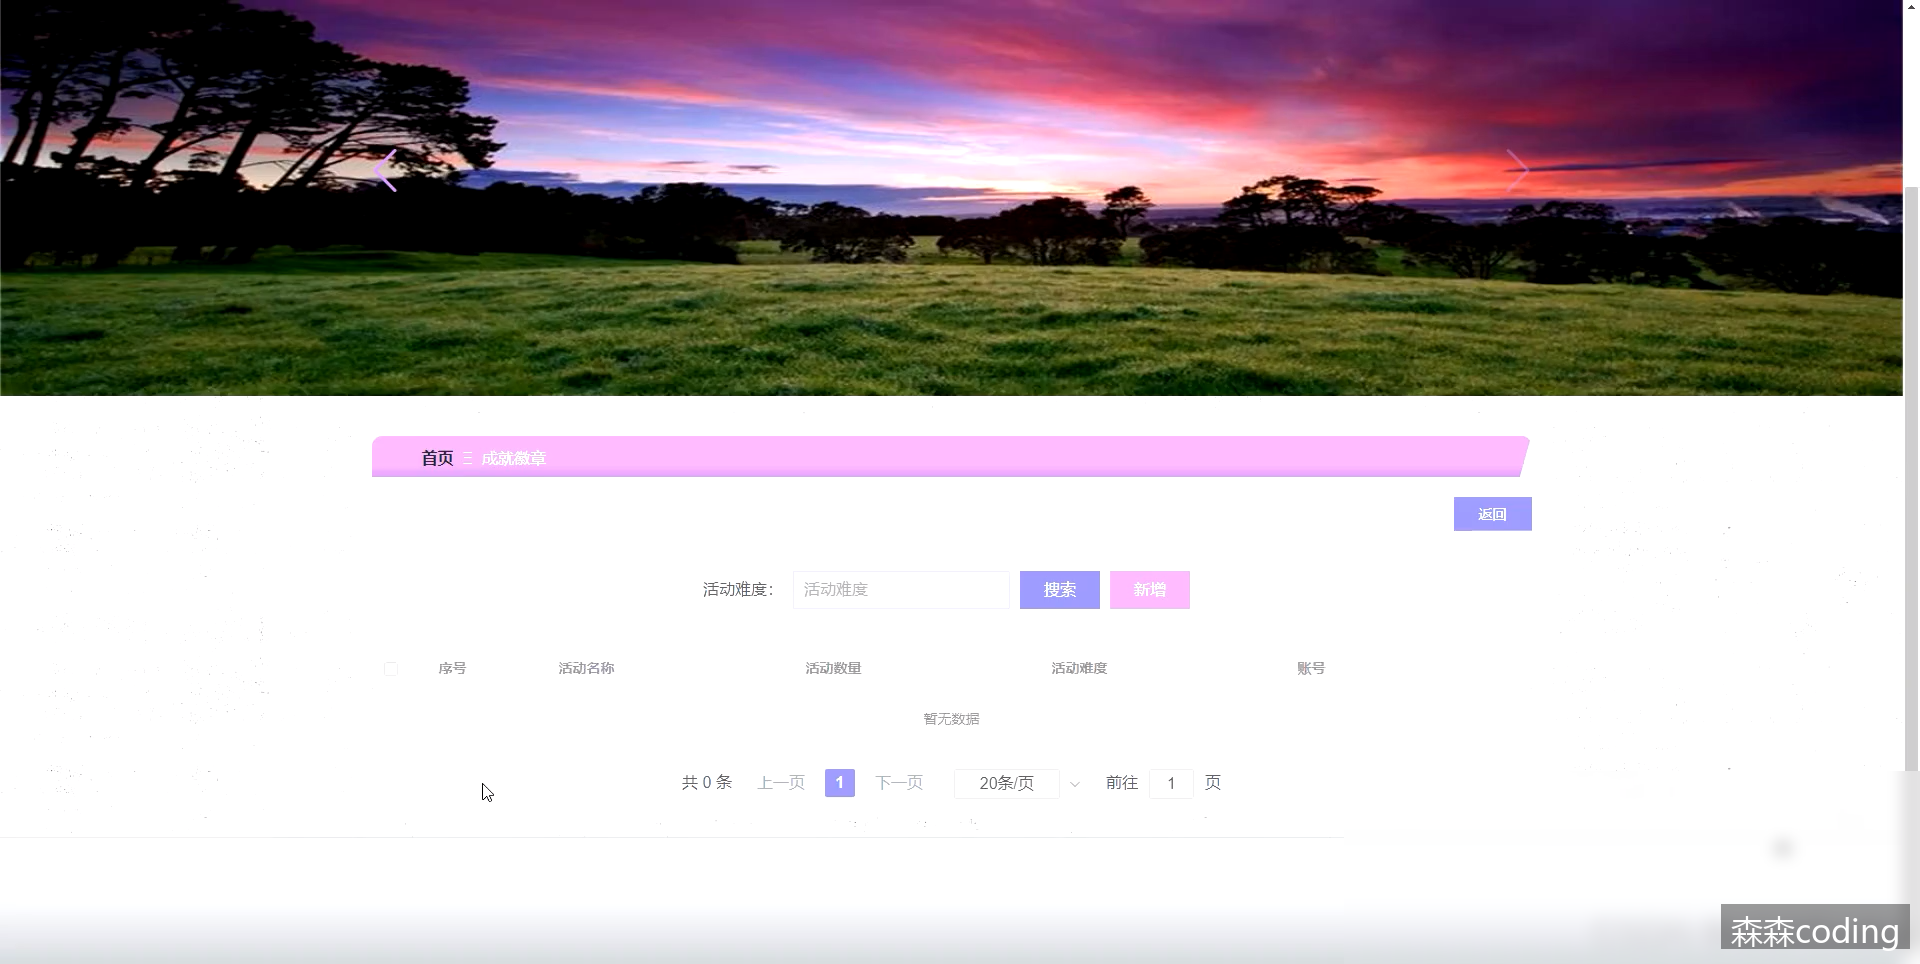 首页 Ξ 成就徽章
返回
活动难度： 活动难度 搜索 新增
序号 活动名称 活动数量 活动难度 账号
暂无数据
共 0 条 上一页 1 下一页 20条/页 前往 1 页
森森coding